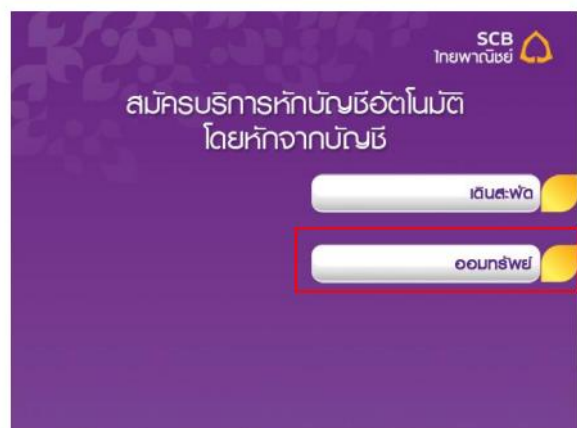 SCB
ไทยพาณิชย์
สมัครบริการหักบัญชีอัตโนมัติ
โดยหักจากบัญชี
เดินสะพัด
ออมทรัพย์